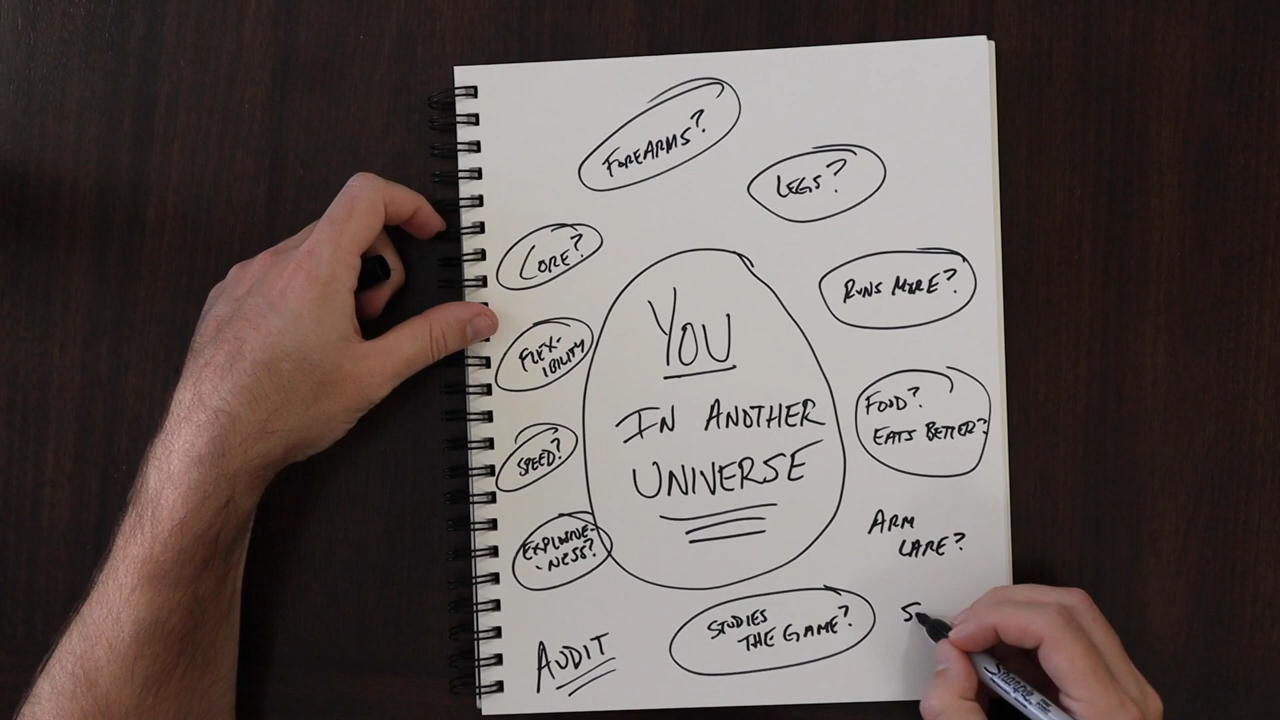 FOREARMS?
LEGS?
CORE?
RUNS MORE?
YOU
IN ANOTHER
UNIVERSE
FLEX-
IBILITY
FOOD?
EATS BETTER?
SPEED?
ARM
CARE?
EXPLOSIVE-
NESS?
STUDIES
THE GAME?
S
AUDIT
Sharpie